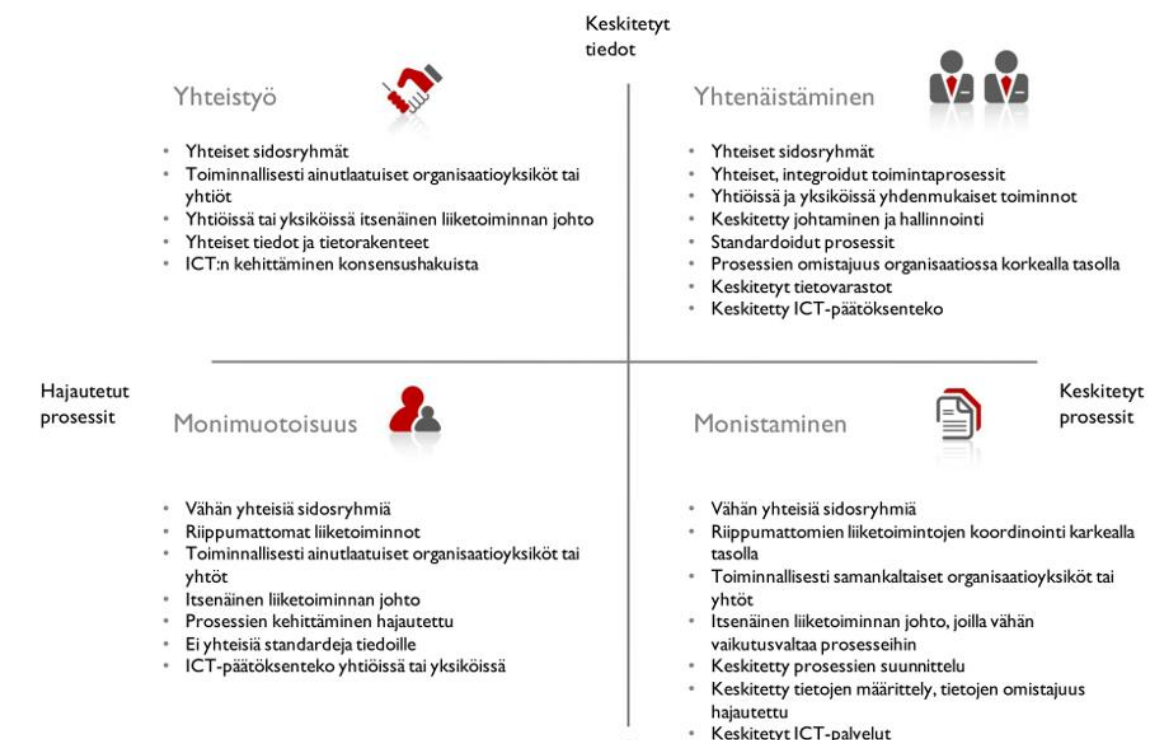 Keskitetyt
tiedot
Yhteistyö
Yhteiset sidosryhmät
Toiminnallisesti ainutlaatuiset organisaatioyksiköt tai
yhtiöt
Yhtiöissä tai yksiköissä itsenäinen liiketoiminnan johto
Yhteiset tiedot ja tietorakenteet
ICT:n kehittäminen konsensushakuista
Yhtenäistäminen
Yhteiset sidosryhmät
Yhteiset, integroidut toimintaprosessit
Yhtiöissä ja yksiköissä yhdenmukaiset toiminnot
Keskitetty johtaminen ja hallinnointi
Standardoidut prosessit
Prosessien omistajuus organisaatiossa korkealla tasolla
Keskitetyt tietovarastot
Keskitetty ICT-päätöksenteko
Hajautetut
prosessit
Keskitetyt
prosessit
Monimuotoisuus
Vähän yhteisiä sidosryhmiä
Riippumattomat liiketoiminnot
Toiminnallisesti ainutlaatuiset organisaatioyksiköt tai
yhtöt
Itsenäinen liiketoiminnan johto
Prosessien kehittäminen hajautettu
Ei yhteisiä standardeja tiedoille
ICT-päätöksenteko yhtiöissä tai yksiköissä
Monistaminen
Vähän yhteisiä sidosryhmiä
Riippumattomien liiketoimintojen koordinointi karkealla
tasolla
Toiminnallisesti samankaltaiset organisaatioyksiköt tai
yhtöt
Itsenäinen liiketoiminnan johto, joilla vähän
vaikutusvaltaa prosesseihin
Keskitetty prosessien suunnittelu
Keskitetty tietojen määrittely, tietojen omistajuus
hajautettu
Keskitetyt ICT-palvelut